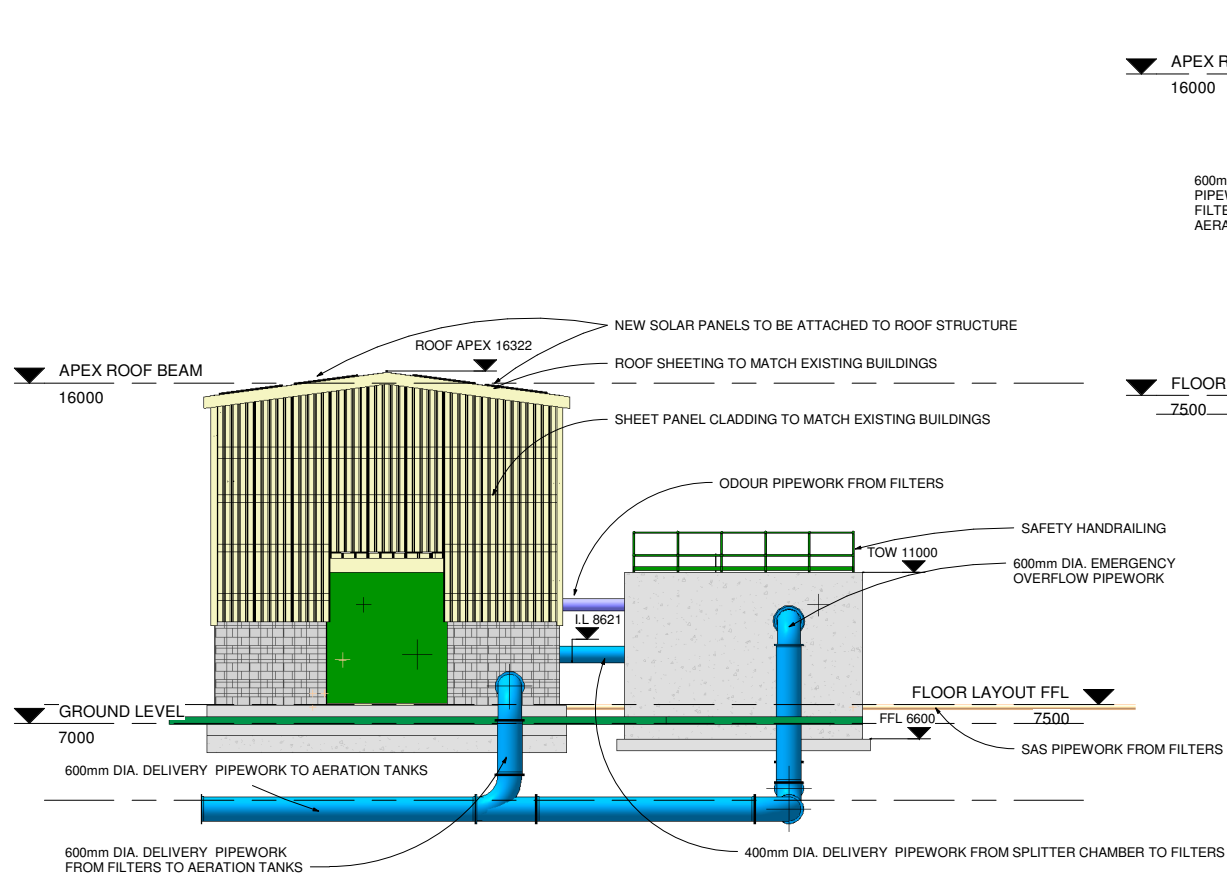 APEX R
16000
600m
PIPEW
FILTE
AERA
NEW SOLAR PANELS TO BE ATTACHED TO ROOF STRUCTURE
ROOF APEX 16322
ROOF SHEETING TO MATCH EXISTING BUILDINGS
APEX ROOF BEAM
16000
FLOOR
7500
SHEET PANEL CLADDING TO MATCH EXISTING BUILDINGS
ODOUR PIPEWORK FROM FILTERS
SAFETY HANDRAILING
TOW 11000
600mm DIA. EMERGENCY
OVERFLOW PIPEWORK
I.L 8621
FLOOR LAYOUT FFL
7500
GROUND LEVEL
7000
FFL 6600
SAS PIPEWORK FROM FILTERS
600mm DIA. DELIVERY PIPEWORK TO AERATION TANKS
600mm DIA. DELIVERY PIPEWORK
FROM FILTERS TO AERATION TANKS
400mm DIA. DELIVERY PIPEWORK FROM SPLITTER CHAMBER TO FILTERS